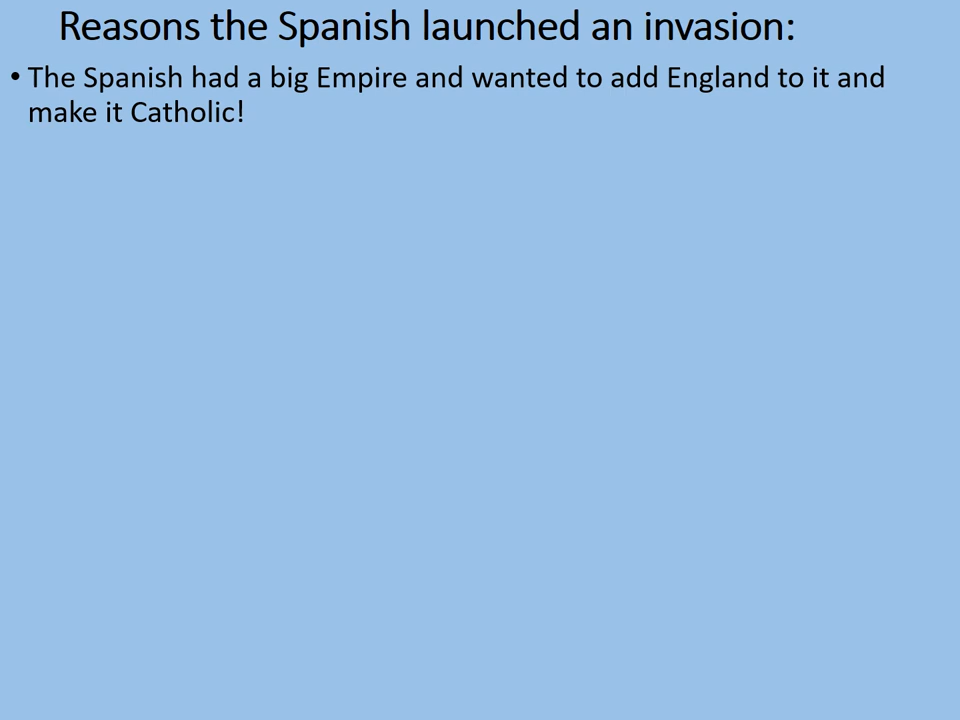 Reasons the Spanish launched an invasion:
• The Spanish had a big Empire and wanted to add England to it and
make it Catholic!